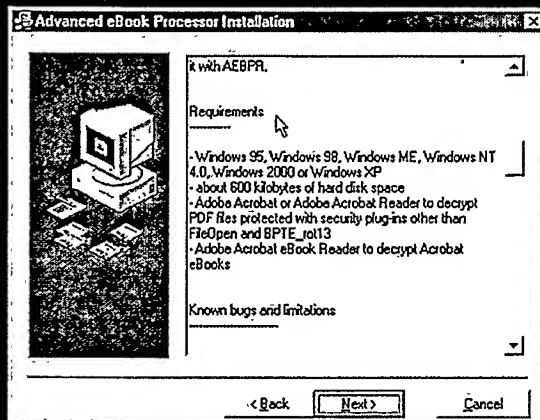 Advanced eBook Processor Installation
it with AEBPR.
Requirements
- Windows 95, Windows 98, Windows ME, Windows NT
4.0, Windows 2000 or Windows XP
- about 600 kilobytes of hard disk space
- Adobe Acrobat or Adobe Acrobat Reader to decrypt
PDF files protected with security plug-ins other than
FileOpen and BPTE_rot13
- Adobe Acrobat eBook Reader to decrypt Acrobat
eBooks
Known bugs and limitations
< Back
Next >
Cancel